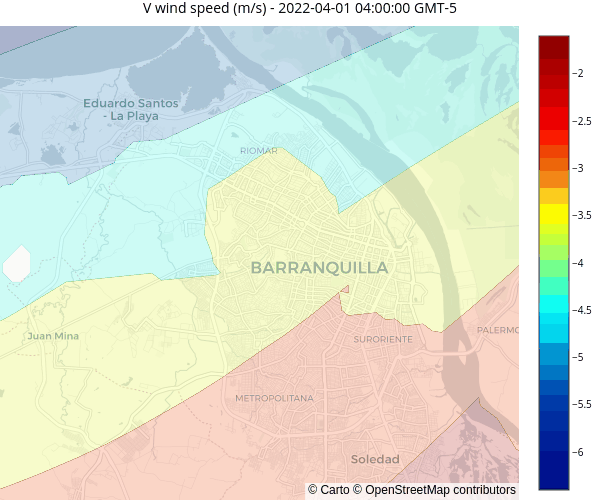 V wind speed (m/s) - 2022-04-01 04:00:00 GMT-5
Eduardo Santos
- La Playa
RIOMAR
BARRANQUILLA
Juan Mina
SURORIENTE
PALERMO
METROPOLITANA
Soledad
−2
−2.5
−3
−3.5
−4
−4.5
−5
−5.5
−6
© Carto © OpenStreetMap contributors